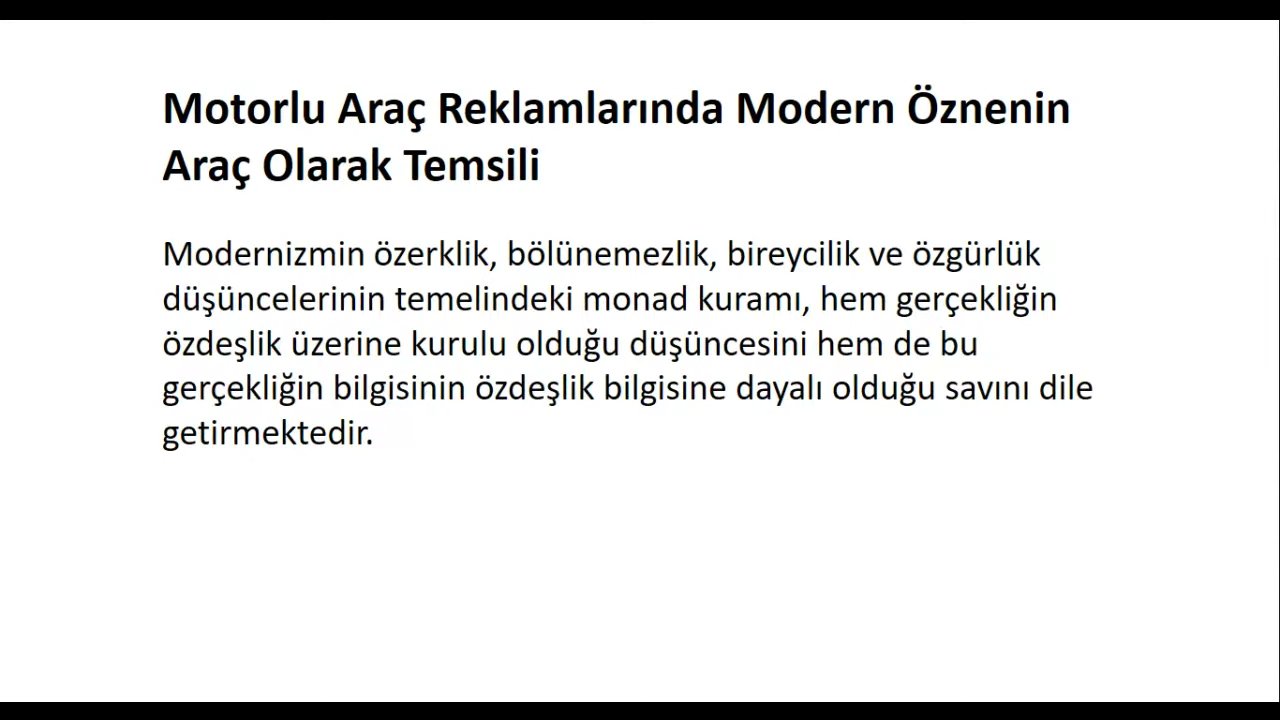 Motorlu Araç Reklamlarında Modern Öznenin
Araç Olarak Temsili
Modernizmin özerklik, bölünemezlik, bireycilik ve özgürlük
düşüncelerinin temelindeki monad kuramı, hem gerçekliğin
özdeşlik üzerine kurulu olduğu düşüncesini hem de bu
gerçekliğin bilgisinin özdeşlik bilgisine dayalı olduğu savını dile
getirmektedir.